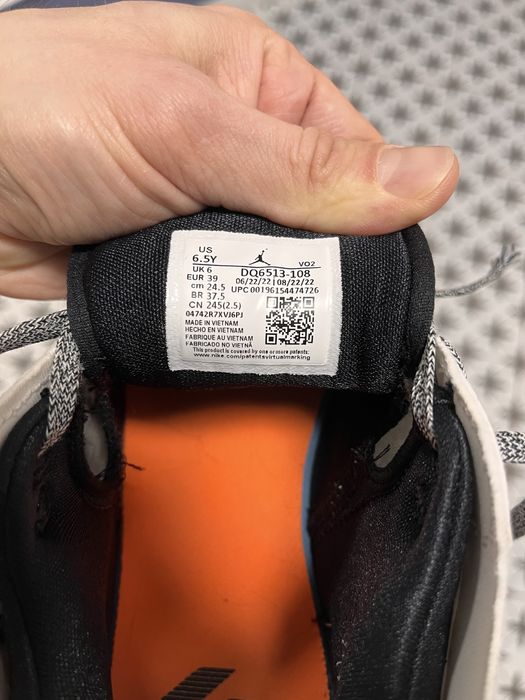 US
6.5Y
UK 6
EUR 39
cm 24.5
BR 37.5
CN 245(2.5)
VO2
DQ6513-108
06/22/22 | 08/22/22
UPC 00196154474726
04742R7XVJ6PJ
MADE IN VIETNAM
HECHO EN VIETNAM
FABRIQUE AU VIETNAM
FABRICADO NO VIETNÃ
This product is covered by one or more patents:
www.nike.com/patentsvirtualmarking